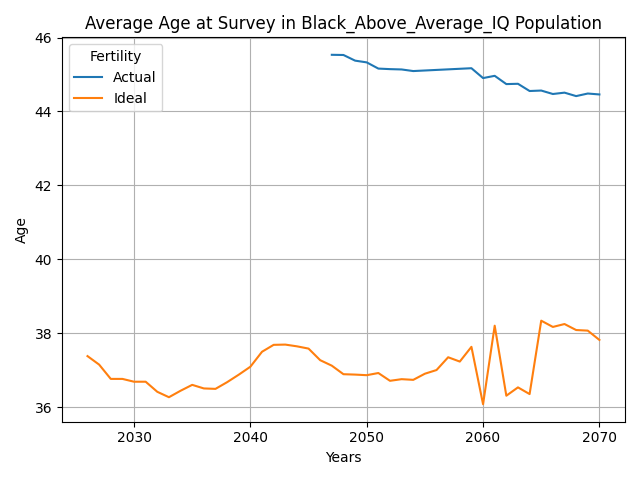 Average Age at Survey in Black_Above_Average_IQ Population
Fertility
Actual
Ideal
46
44
42
40
38
36
Age
2030 2040 2050 2060 2070
Years